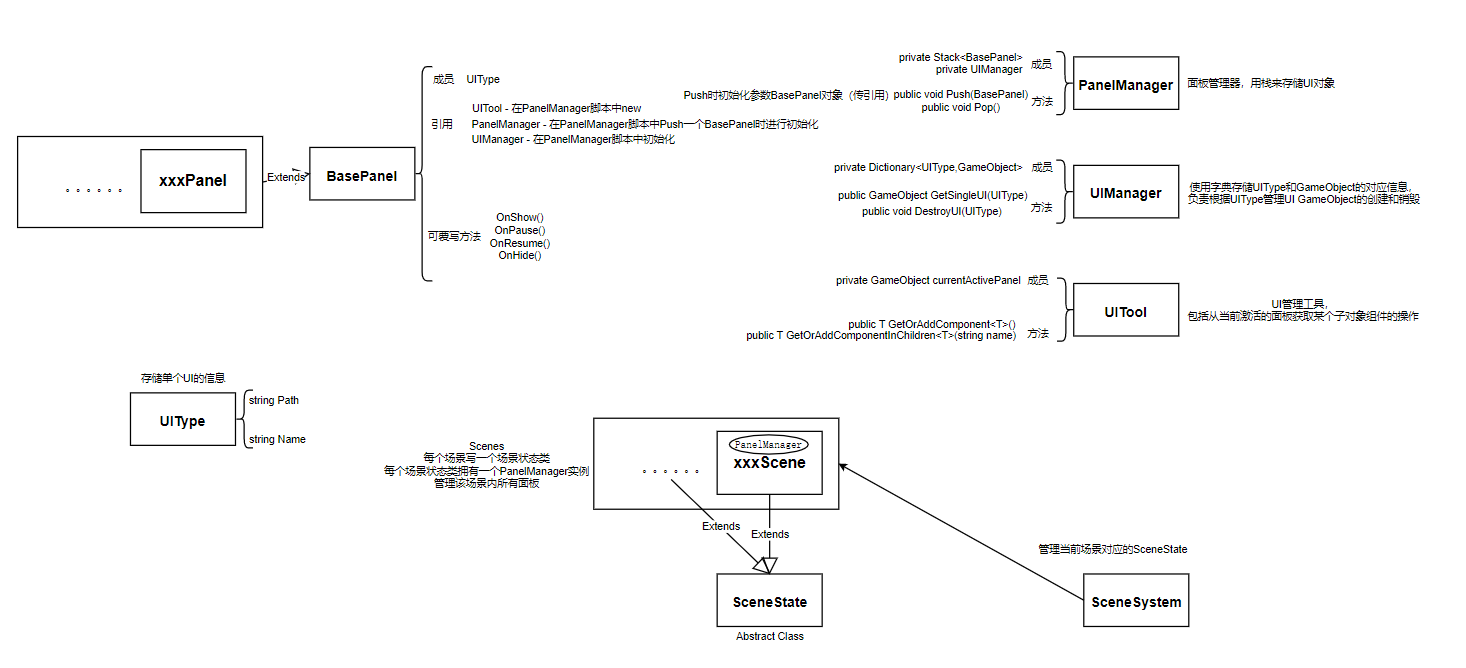 成员 UIType
UITool - 在PanelManager脚本中new
引用 PanelManager - 在PanelManager脚本中Push一个BasePanel时进行初始化
UIManager - 在PanelManager脚本中初始化
。。。。。。
xxxPanel
Extends
BasePanel
可覆写方法
OnShow()
OnPause()
OnResume()
OnHide()
private Stack<BasePanel>
private UIManager
成员
Push时初始化参数BasePanel对象（传引用）
public void Push(BasePanel)
public void Pop()
方法
PanelManager
面板管理器，用栈来存储UI对象
private Dictionary<UIType,GameObject> 成员
public GameObject GetSingleUI(UIType)
public void DestroyUI(UIType)
方法
UIManager
使用字典存储UIType和GameObject的对应信息，
负责根据UIType管理UI GameObject的创建和销毁
private GameObject currentActivePanel 成员
public T GetOrAddComponent<T>()
public T GetOrAddComponentInChildren<T>(string name)
方法
UITool
UI管理工具，
包括从当前激活的面板获取某个子对象组件的操作
存储单个UI的信息
UIType
string Path
string Name
Scenes
每个场景写一个场景状态类
每个场景状态类拥有一个PanelManager实例
管理该场景内所有面板
。。。。。。
PanelManager
xxxScene
Extends
Extends
SceneState
Abstract Class
管理当前场景对应的SceneState
SceneSystem